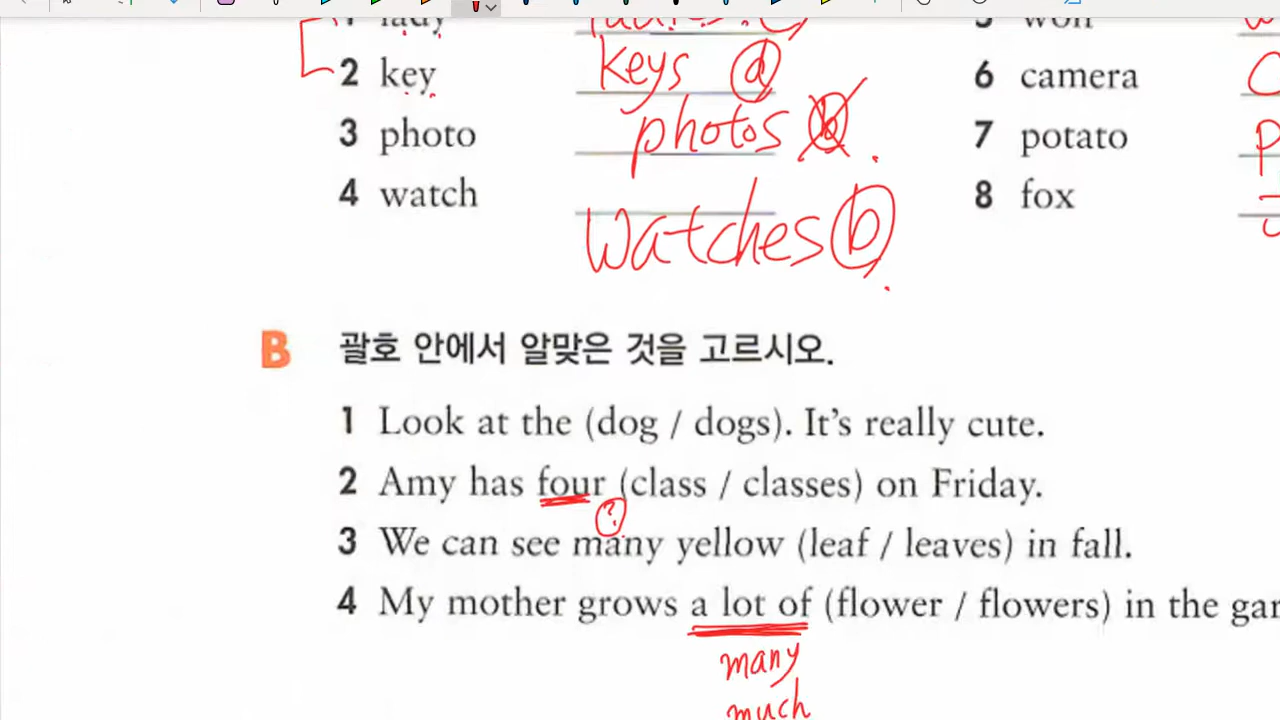 1 lady
2 key keys ⓓ 6 camera
3 photo photos ⓑ 7 potato
4 watch watches ⓑ 8 fox
B 괄호 안에서 알맞은 것을 고르시오.
1 Look at the (dog / dogs). It's really cute.
2 Amy has four (class / classes) on Friday.
?
3 We can see many yellow (leaf / leaves) in fall.
4 My mother grows a lot of (flower / flowers) in the
many
much